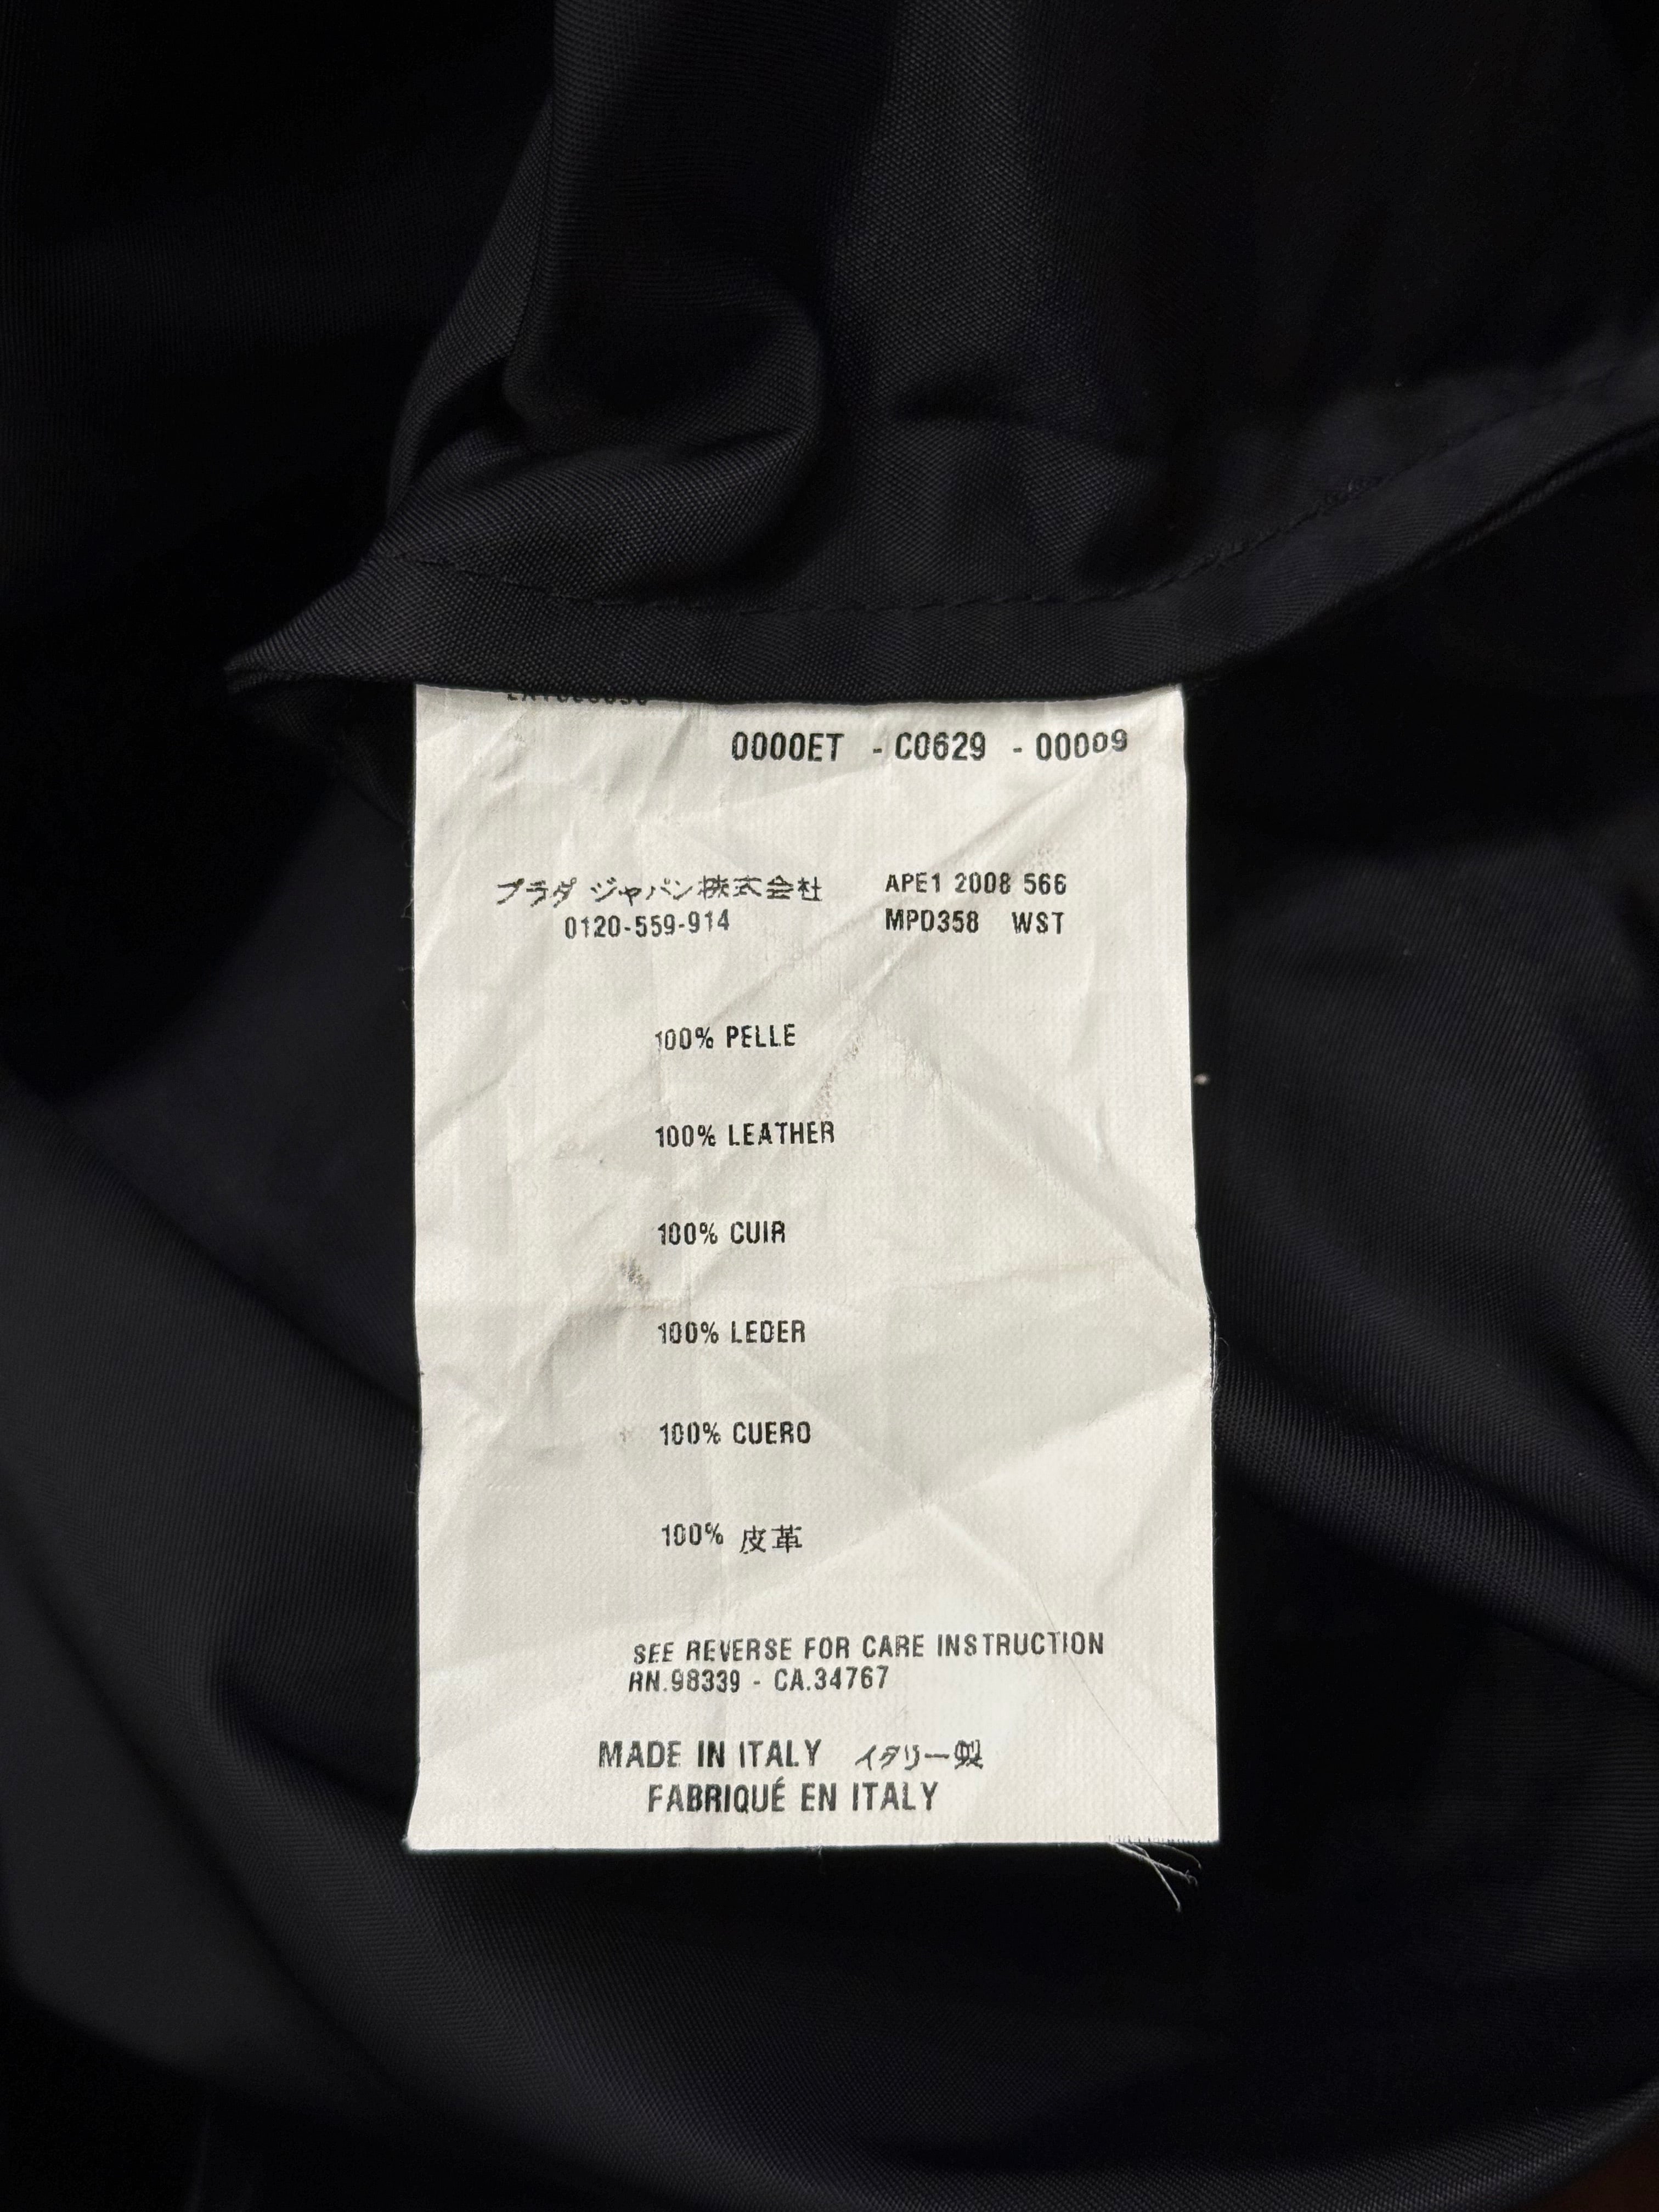 0000ET - C0629 - 00009
プラダ ジャパン株式会社
0120-559-914
APE1 2008 566
MPD358 WST
100% PELLE
100% LEATHER
100% CUIR
100% LEDER
100% CUERO
100% 皮革
SEE REVERSE FOR CARE INSTRUCTION
RN.98339 - CA.34767
MADE IN ITALY イタリー製
FABRIQUÉ EN ITALY